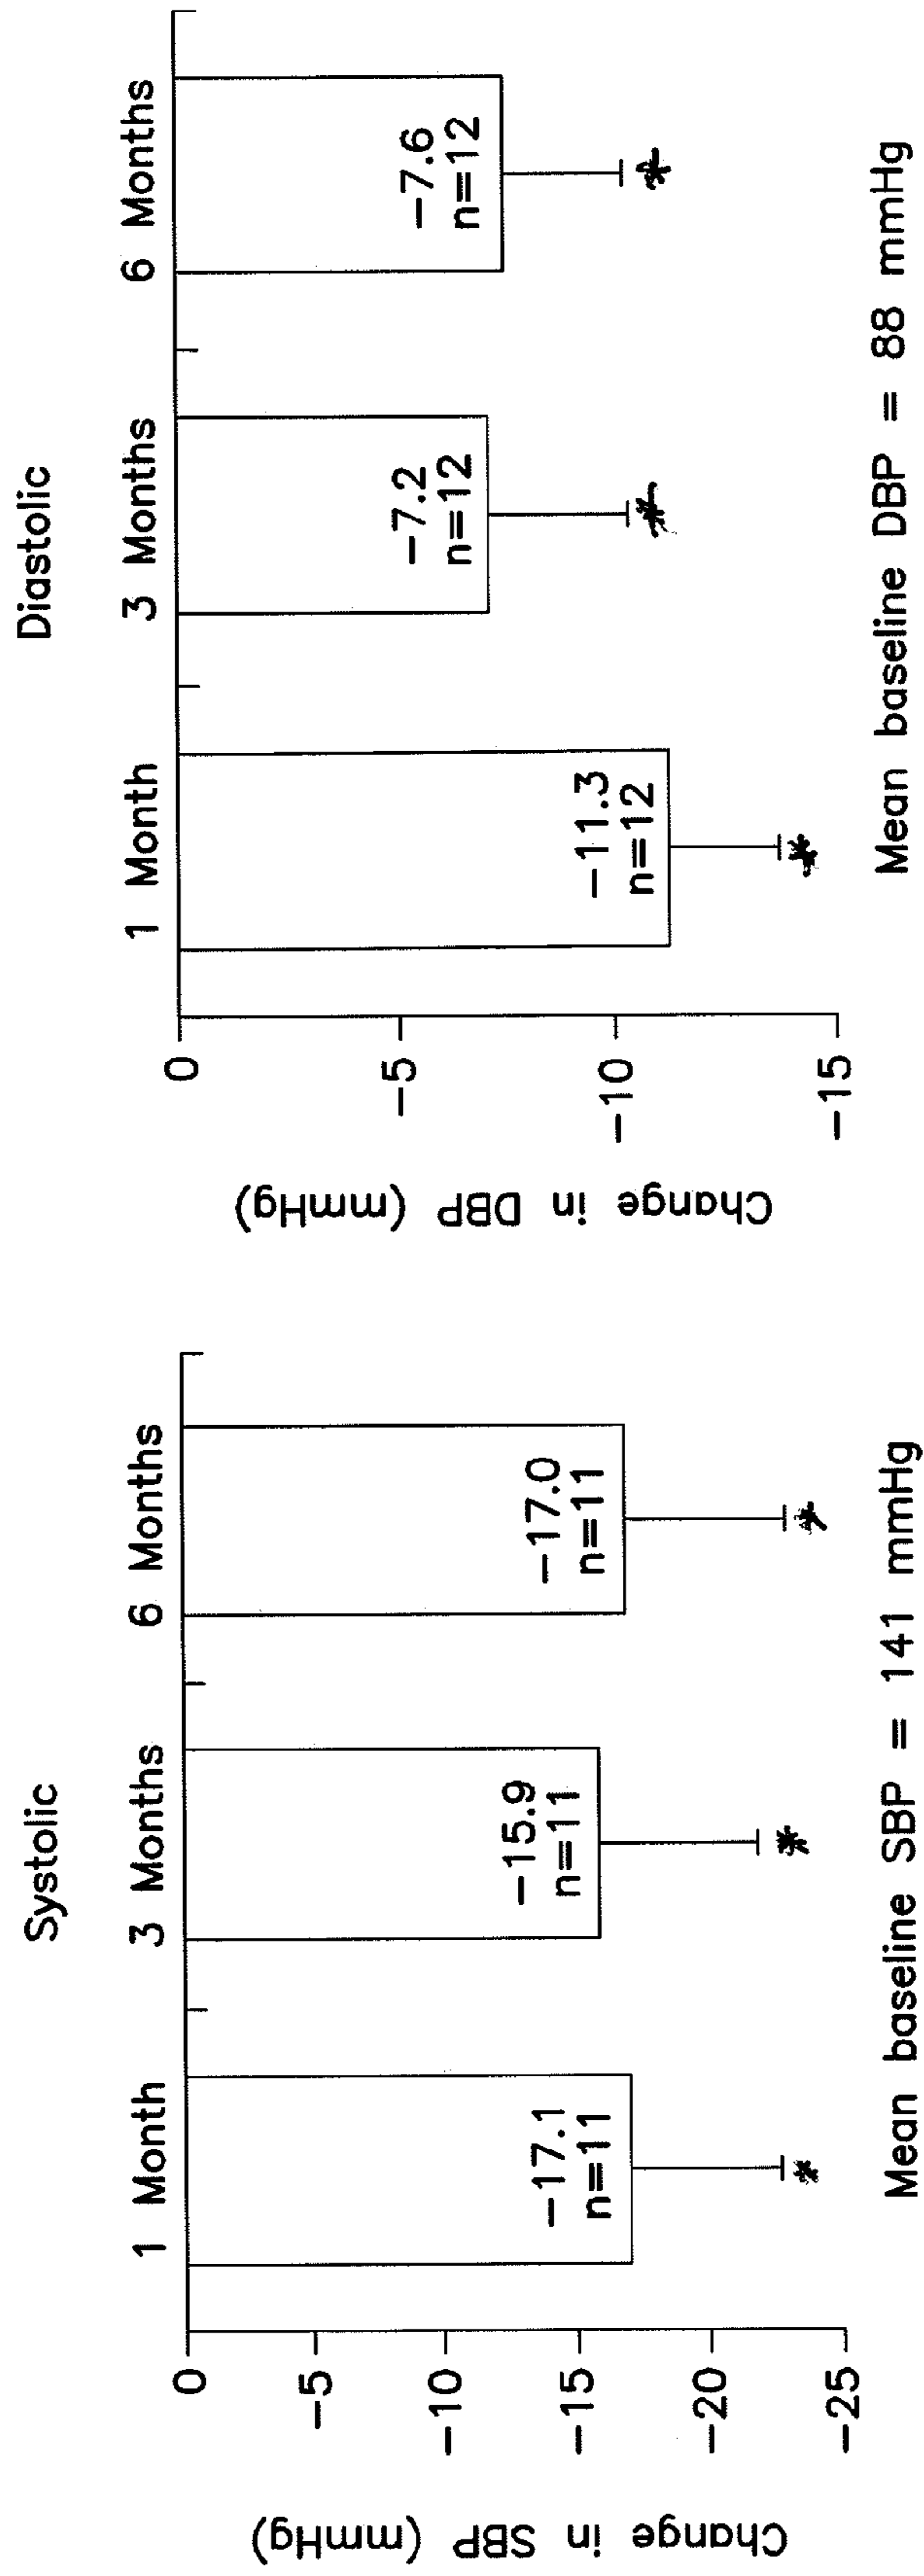 Systolic
1 Month
3 Months
6 Months
0
-5
-10
-15
-20
-25
Change in SBP (mmHg)
-17.1
n=11
*
-15.9
n=11
*
-17.0
n=11
*
Mean baseline SBP = 141 mmHg
Diastolic
1 Month
3 Months
6 Months
0
-5
-10
-15
Change in DBP (mmHg)
-11.3
n=12
*
-7.2
n=12
*
-7.6
n=12
*
Mean baseline DBP = 88 mmHg